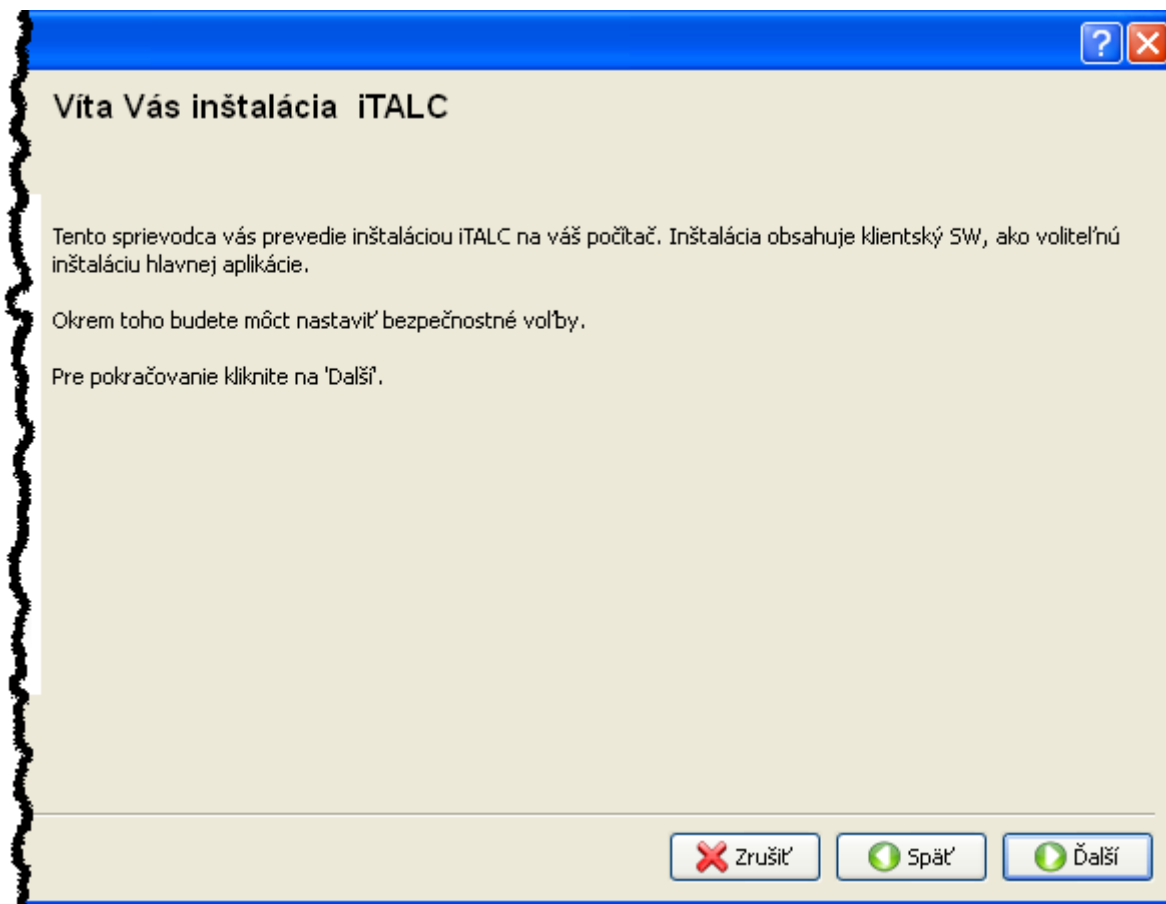 ?
Víta Vás inštalácia iTALC
Tento sprievodca vás prevedie inštaláciou iTALC na váš počítač. Inštalácia obsahuje klientský SW, ako voliteľnú
inštaláciu hlavnej aplikácie.
Okrem toho budete môct nastaviť bezpečnostné voľby.
Pre pokračovanie kliknite na 'Ďalší'.
Zrušiť
Späť
Ďalší